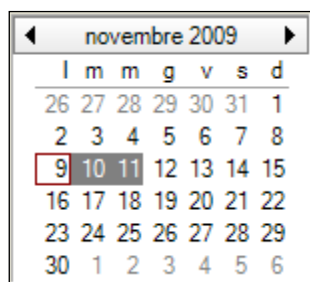 novembre 2009
l m m g v s d
26 27 28 29 30 31 1
2 3 4 5 6 7 8
9 10 11 12 13 14 15
16 17 18 19 20 21 22
23 24 25 26 27 28 29
30 1 2 3 4 5 6